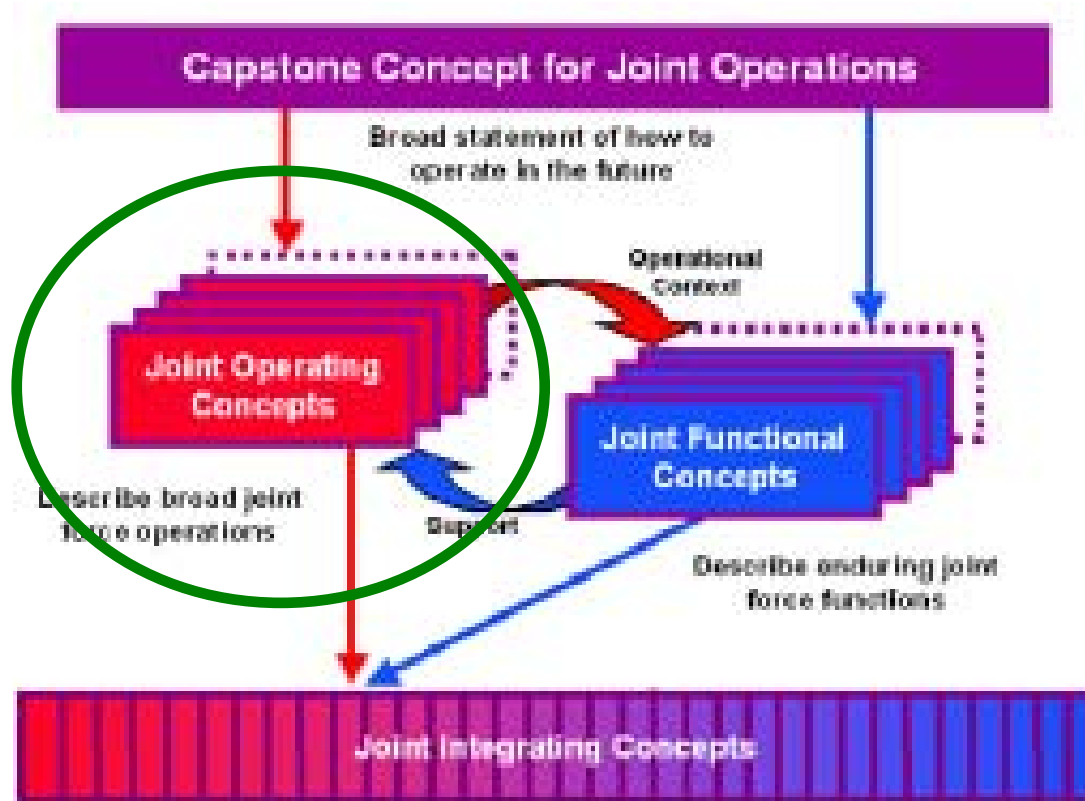 Capstone Concept for Joint Operations
Broad statement of how to
operate in the future
Operational
Context
Joint Operating
Concepts
Joint Functional
Concepts
Describe broad joint
force operations
Support
Describe enduring joint
force functions
Joint Integrating Concepts